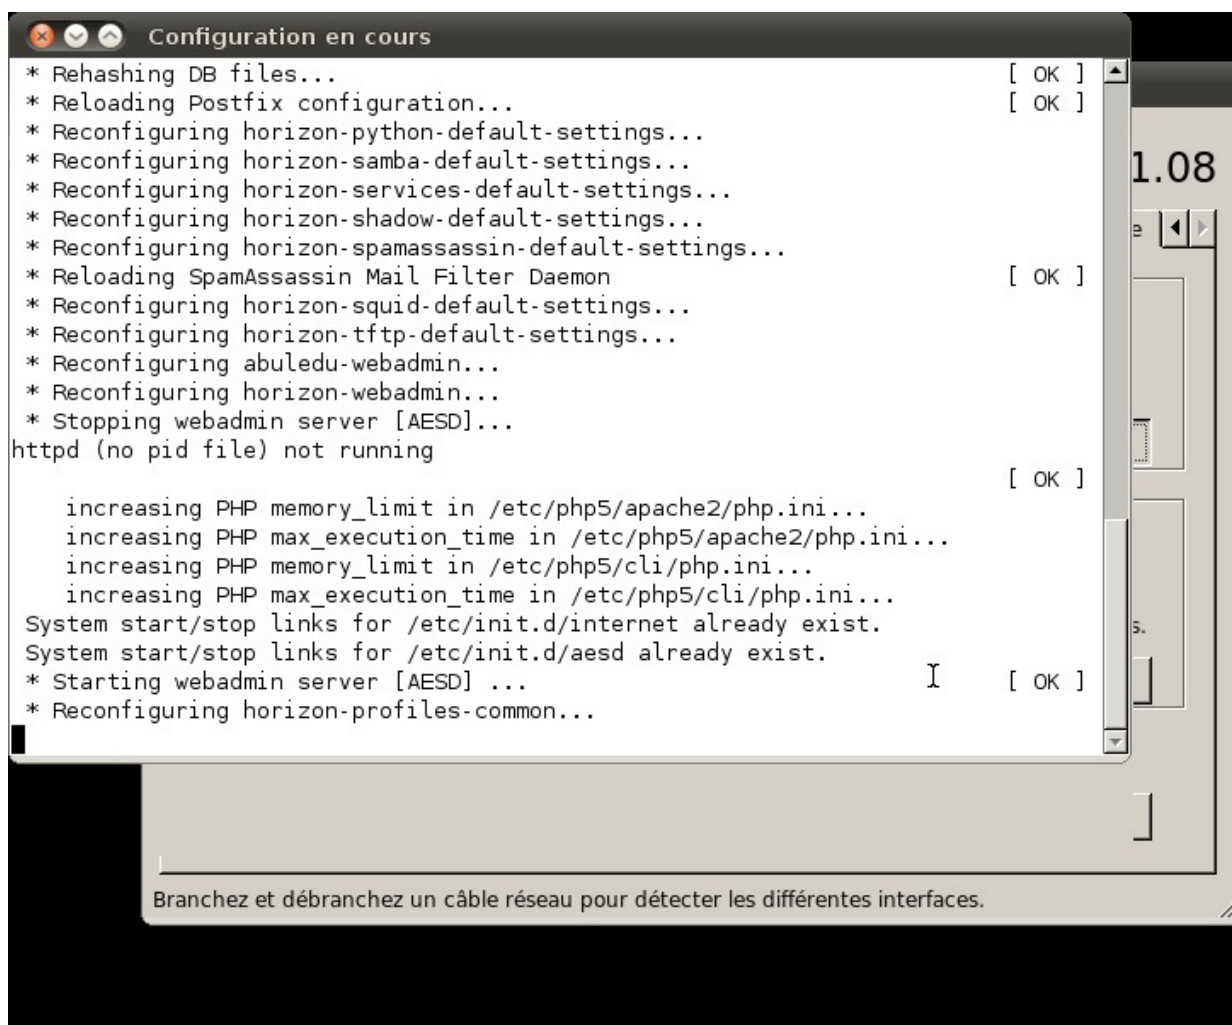 Configuration en cours
* Rehashing DB files... [ OK ]
* Reloading Postfix configuration... [ OK ]
* Reconfiguring horizon-python-default-settings...
* Reconfiguring horizon-samba-default-settings...
* Reconfiguring horizon-services-default-settings...
* Reconfiguring horizon-shadow-default-settings...
* Reconfiguring horizon-spamassassin-default-settings...
* Reloading SpamAssassin Mail Filter Daemon [ OK ]
* Reconfiguring horizon-squid-default-settings...
* Reconfiguring horizon-tftp-default-settings...
* Reconfiguring abuledu-webadmin...
* Reconfiguring horizon-webadmin...
* Stopping webadmin server [AESD]...
httpd (no pid file) not running
[ OK ]
increasing PHP memory_limit in /etc/php5/apache2/php.ini...
increasing PHP max_execution_time in /etc/php5/apache2/php.ini...
increasing PHP memory_limit in /etc/php5/cli/php.ini...
increasing PHP max_execution_time in /etc/php5/cli/php.ini...
System start/stop links for /etc/init.d/internet already exist.
System start/stop links for /etc/init.d/aesd already exist.
* Starting webadmin server [AESD] ... [ OK ]
* Reconfiguring horizon-profiles-common...
1.08
e
s.
Branchez et débranchez un câble réseau pour détecter les différentes interfaces.